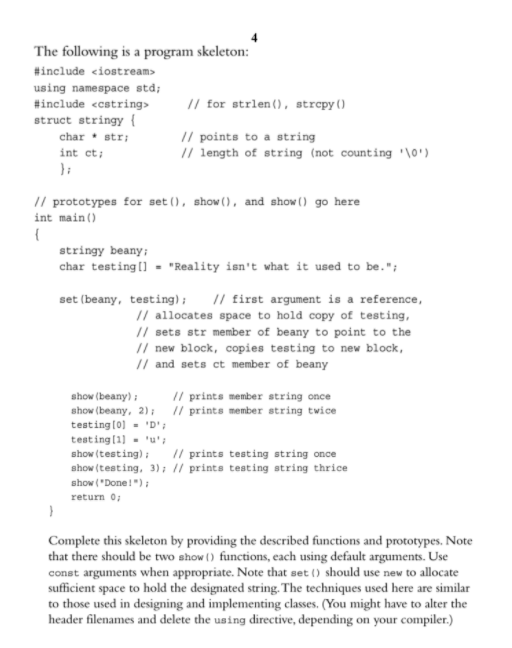 4
The following is a program skeleton:
#include <iostream>
using namespace std;
#include <cstring>      // for strlen(), strcpy()
struct stringy {
    char * str;        // points to a string
    int ct;            // length of string (not counting '\0')
    };
// prototypes for set(), show(), and show() go here
int main()
{
    stringy beany;
    char testing[] = "Reality isn't what it used to be.";
    set(beany, testing);    // first argument is a reference,
                // allocates space to hold copy of testing,
                // sets str member of beany to point to the
                // new block, copies testing to new block,
                // and sets ct member of beany
    show(beany);      // prints member string once
    show(beany, 2);   // prints member string twice
    testing[0] = 'D';
    testing[1] = 'u';
    show(testing);    // prints testing string once
    show(testing, 3); // prints testing string thrice
    show("Done!");
    return 0;
}
Complete this skeleton by providing the described functions and prototypes. Note
that there should be two show() functions, each using default arguments. Use
const arguments when appropriate. Note that set() should use new to allocate
sufficient space to hold the designated string. The techniques used here are similar
to those used in designing and implementing classes. (You might have to alter the
header filenames and delete the using directive, depending on your compiler.)